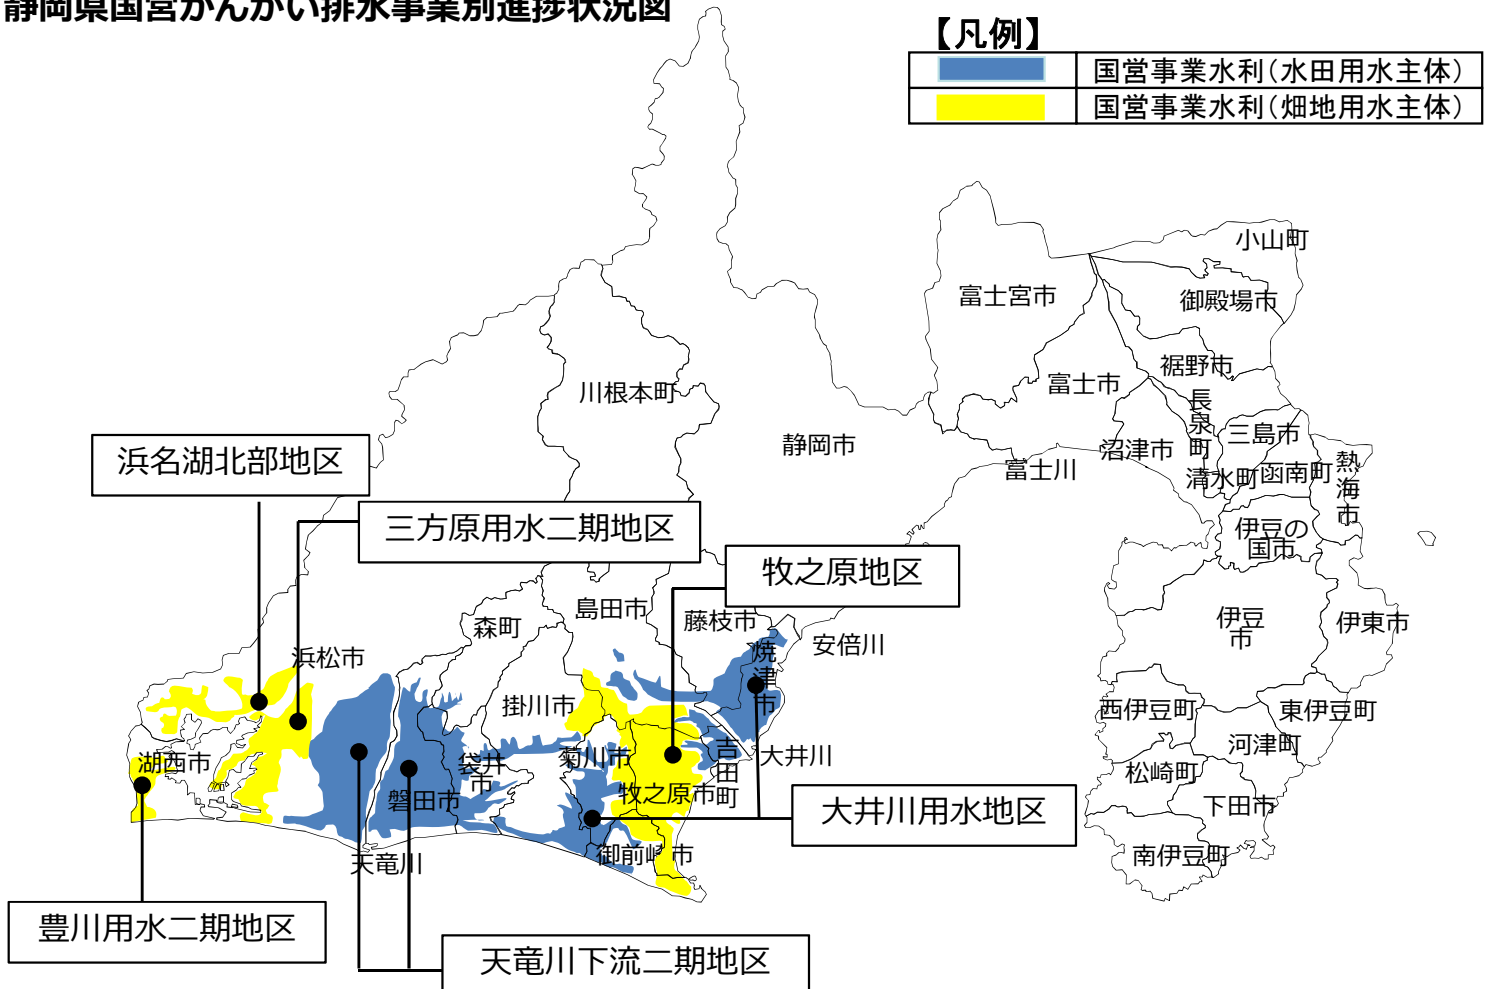 静岡県国営かんがい排水事業別進捗状況図
【凡例】
国営事業水利（水田用水主体）
国営事業水利（畑地用水主体）
小山町
富士宮市
御殿場市
裾野市
富士市
川根本町
長泉町
三島市
静岡市
沼津市
富士川
清水町
函南町
熱海市
浜名湖北部地区
三方原用水二期地区
伊豆の
国市
牧之原地区
島田市
藤枝市
森町
伊豆
市
伊東市
安倍川
浜松市
焼津市
掛川市
西伊豆町
東伊豆町
河津町
湖西市
袋井
市
菊川市
吉田町
大井川
松崎町
磐田市
牧之原市
下田市
大井川用水地区
天竜川
御前崎市
南伊豆町
豊川用水二期地区
天竜川下流二期地区